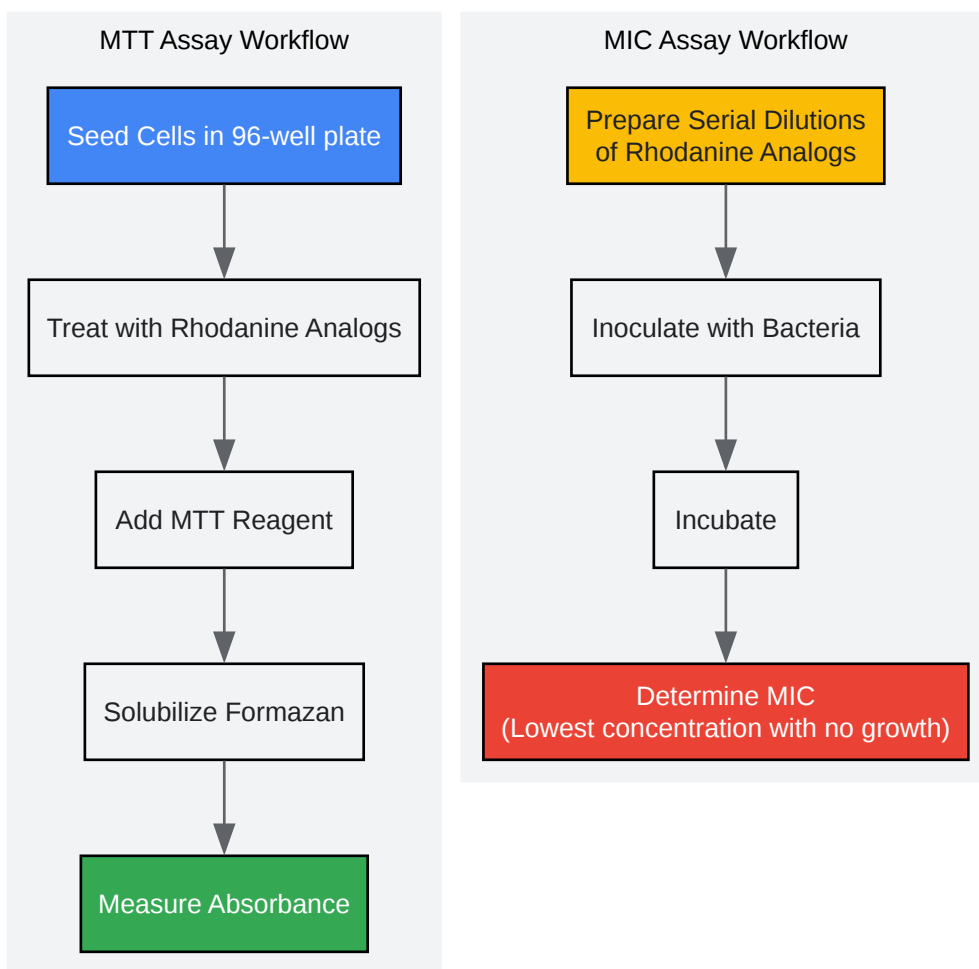 MTT Assay Workflow
Seed Cells in 96-well plate
Treat with Rhodanine Analogs
Add MTT Reagent
Solubilize Formazan
Measure Absorbance
MIC Assay Workflow
Prepare Serial Dilutions
of Rhodanine Analogs
Inoculate with Bacteria
Incubate
Determine MIC
(Lowest concentration with no growth)